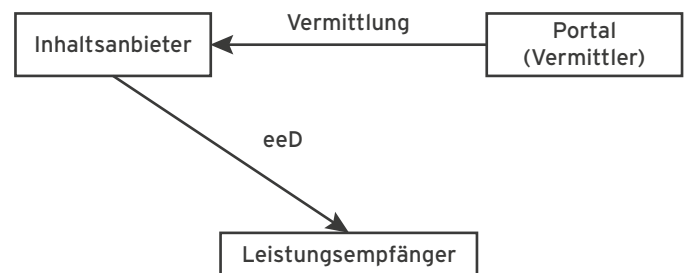 Vermittlung
Inhaltsanbieter
Portal
(Vermittler)
eeD
Leistungsempfänger